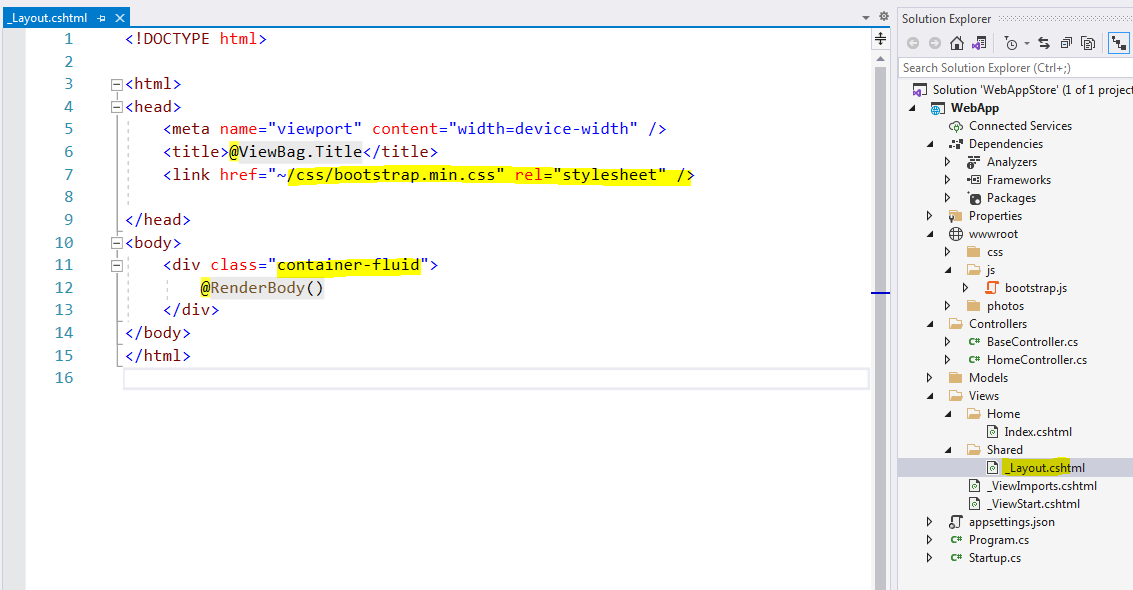 _Layout.cshtml
1 <!DOCTYPE html>
2
3 <html>
4 <head>
5 <meta name="viewport" content="width=device-width" />
6 <title>@ViewBag.Title</title>
7 <link href="~/css/bootstrap.min.css" rel="stylesheet" />
8
9 </head>
10 <body>
11 <div class="container-fluid">
12 @RenderBody()
13 </div>
14 </body>
15 </html>
16
Solution Explorer
Search Solution Explorer (Ctrl+;)
Solution 'WebAppStore' (1 of 1 project
WebApp
Connected Services
Dependencies
Analyzers
Frameworks
Packages
Properties
wwwroot
css
js
bootstrap.js
photos
Controllers
C# BaseController.cs
C# HomeController.cs
Models
Views
Home
Index.cshtml
Shared
_Layout.cshtml
_ViewImports.cshtml
_ViewStart.cshtml
appsettings.json
C# Program.cs
C# Startup.cs